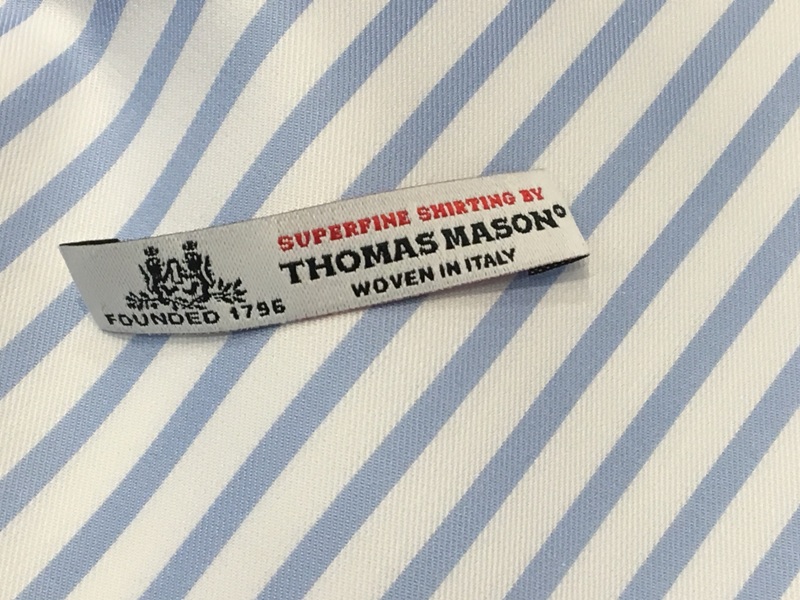 SUPERFINE SHIRTING BY
THOMAS MASON°
WOVEN IN ITALY
FOUNDED 1796